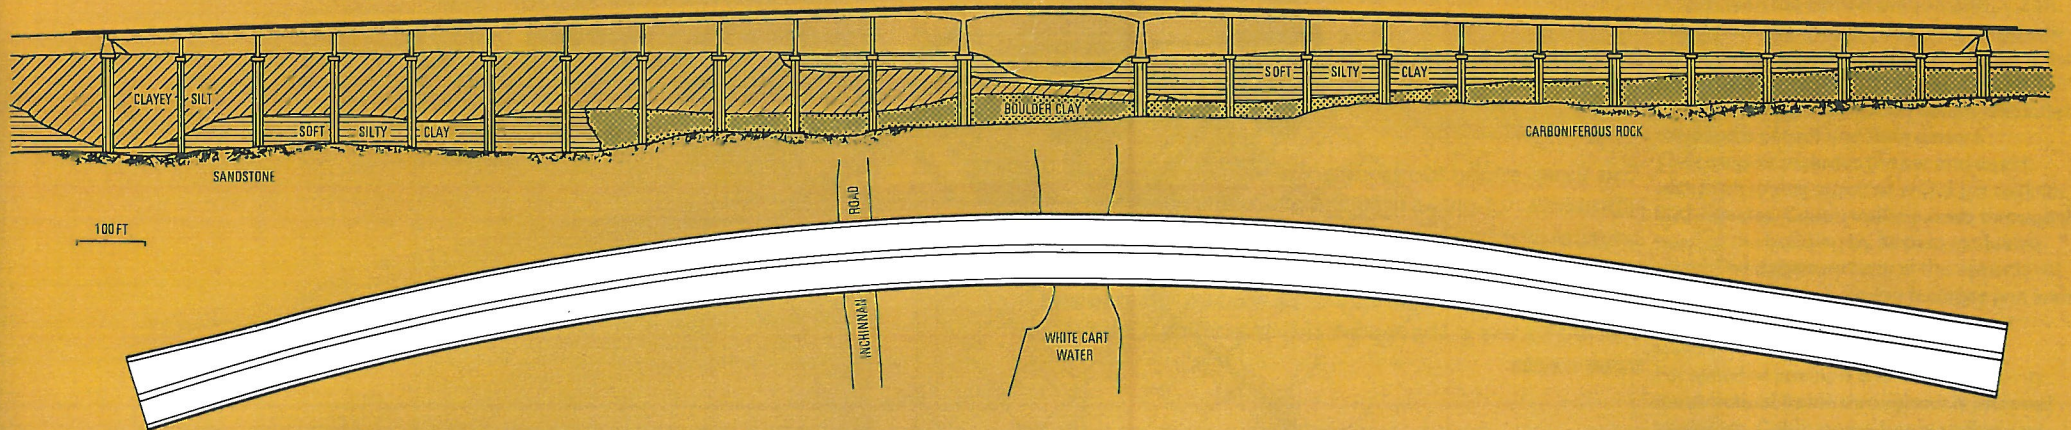 CLAYEY SILT
SOFT SILTY CLAY
SANDSTONE
BOULDER CLAY
SOFT SILTY CLAY
CARBONIFEROUS ROCK
100 FT
ROAD
INCHINNAN
WHITE CART
WATER